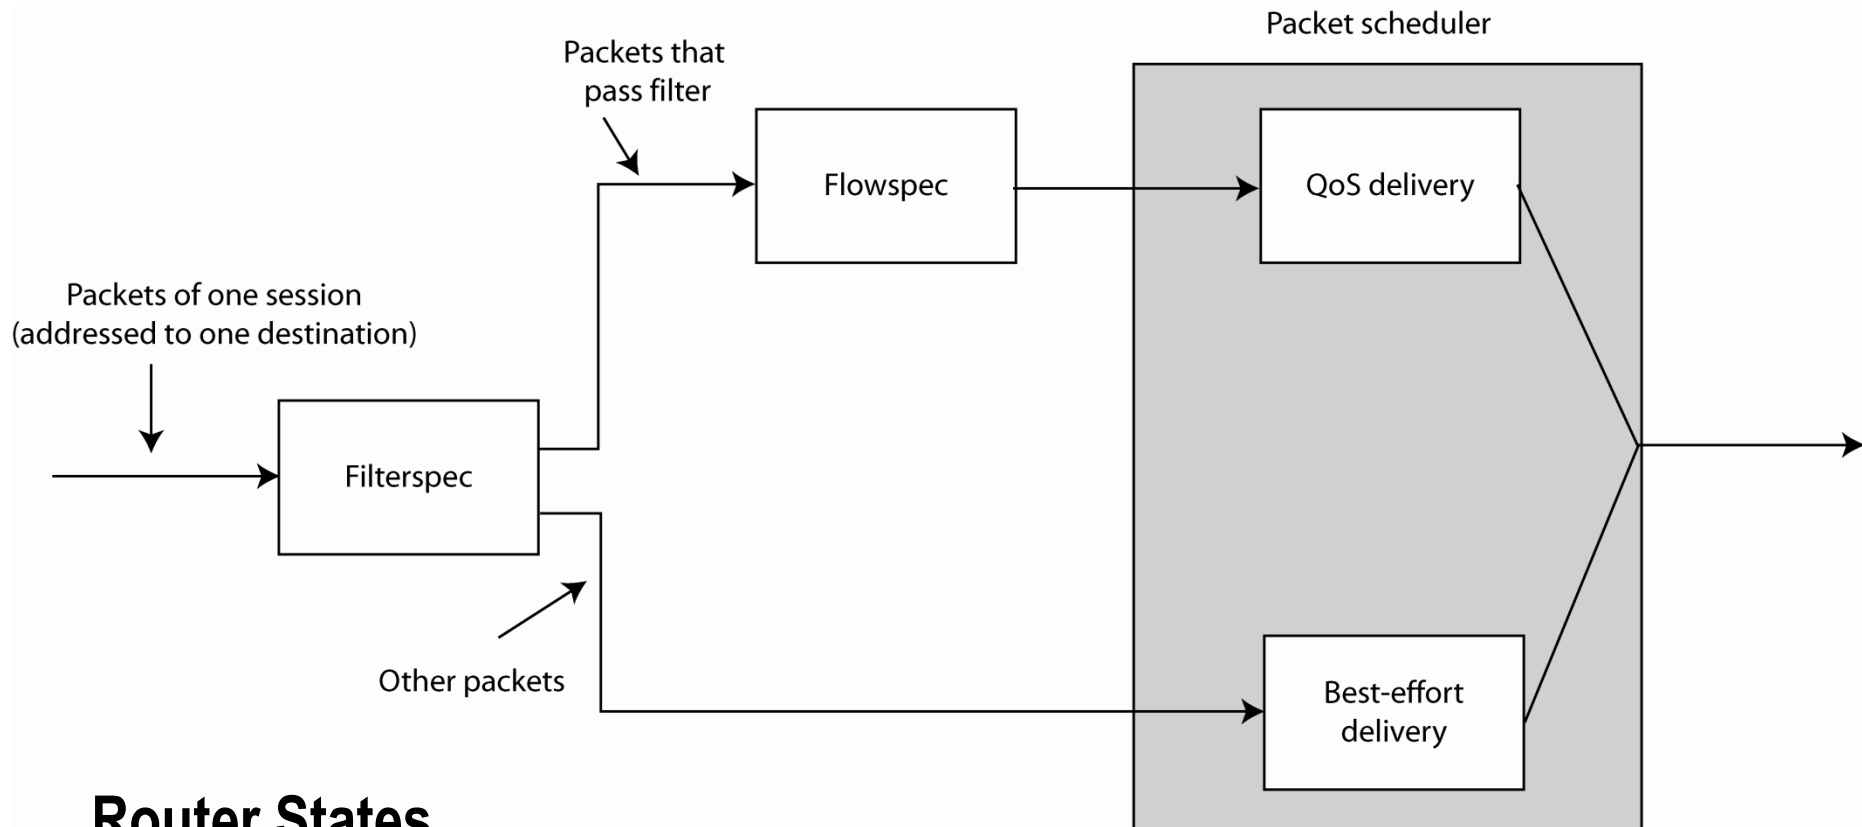 Packet scheduler
Packets that
pass filter
Flowspec
QoS delivery
Packets of one session
(addressed to one destination)
Filterspec
Other packets
Best-effort
delivery
Router States